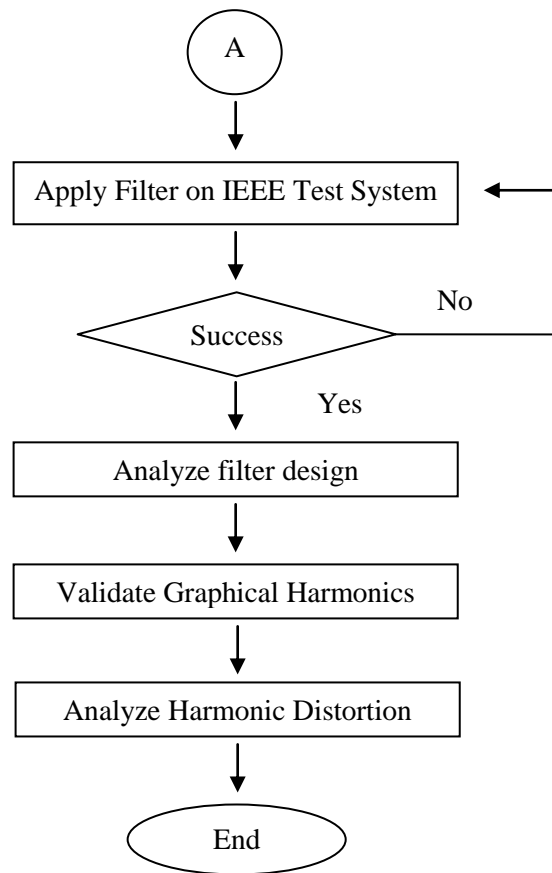 A
Apply Filter on IEEE Test System
No
Success
Yes
Analyze filter design
Validate Graphical Harmonics
Analyze Harmonic Distortion
End